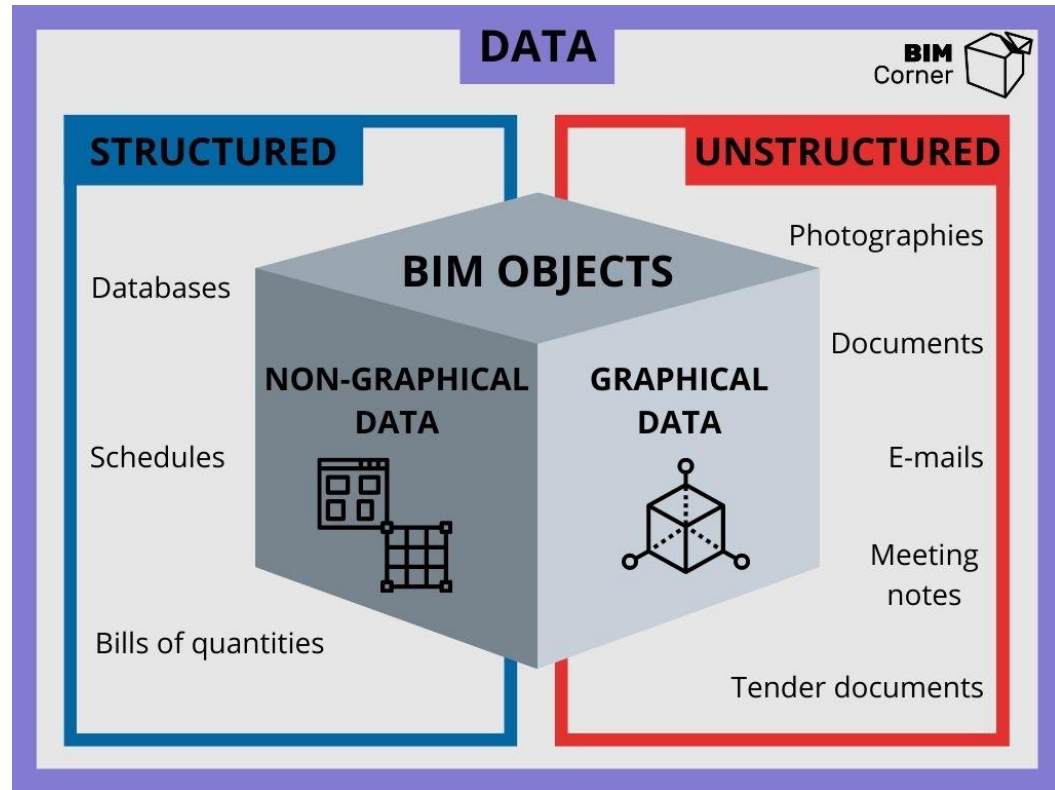 DATA
BIM
Corner
STRUCTURED
UNSTRUCTURED
BIM OBJECTS
NON-GRAPHICAL
DATA
GRAPHICAL
DATA
Databases
Schedules
Bills of quantities
Photographies
Documents
E-mails
Meeting
notes
Tender documents